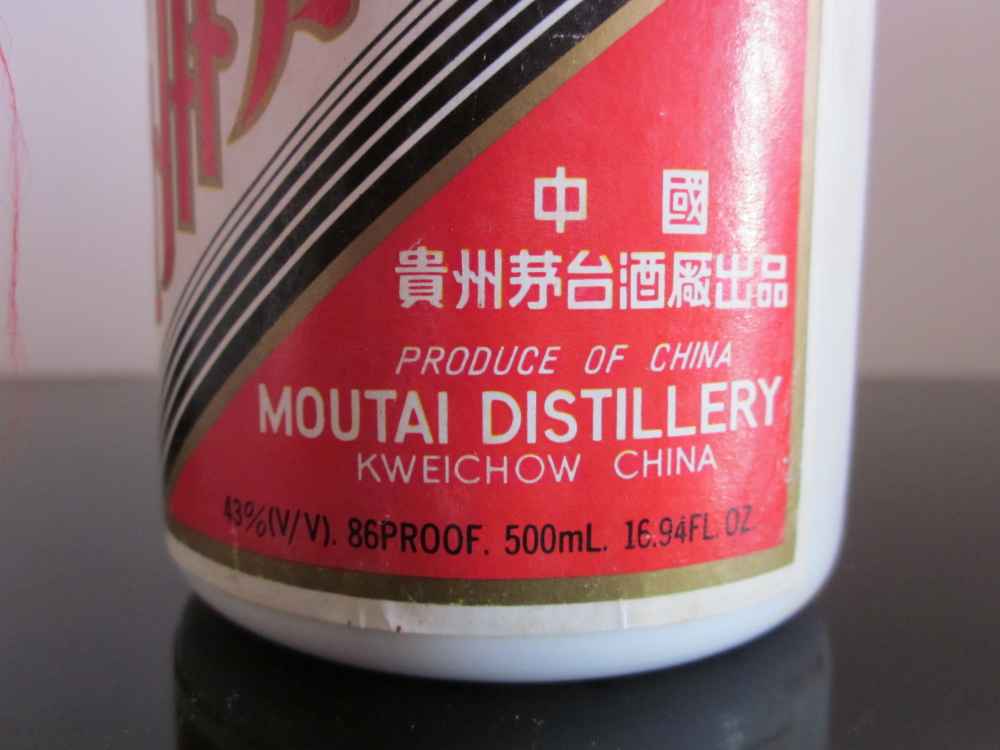 中國
貴州茅台酒厰出品
PRODUCE OF CHINA
MOUTAI DISTILLERY
KWEICHOW CHINA
43%(V/V). 86PROOF. 500mL. 16.94FL. OZ.